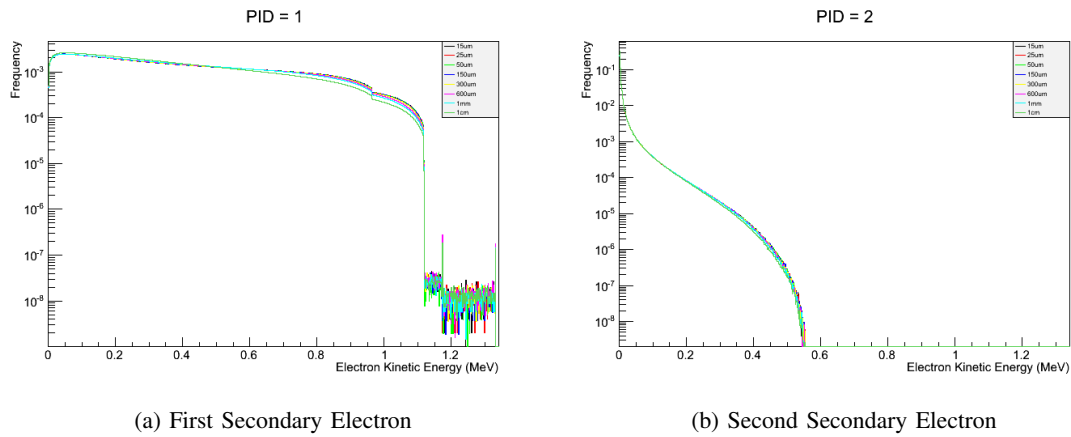 PID = 1
Frequency
10⁻³
10⁻⁴
10⁻⁵
10⁻⁶
10⁻⁷
10⁻⁸
15um
25um
50um
150um
300um
600um
1mm
1cm
0 0.2 0.4 0.6 0.8 1 1.2
Electron Kinetic Energy (MeV)
(a) First Secondary Electron
PID = 2
Frequency
10⁻¹
10⁻²
10⁻³
10⁻⁴
10⁻⁵
10⁻⁶
10⁻⁷
10⁻⁸
15um
25um
50um
150um
300um
600um
1mm
1cm
0 0.2 0.4 0.6 0.8 1 1.2
Electron Kinetic Energy (MeV)
(b) Second Secondary Electron